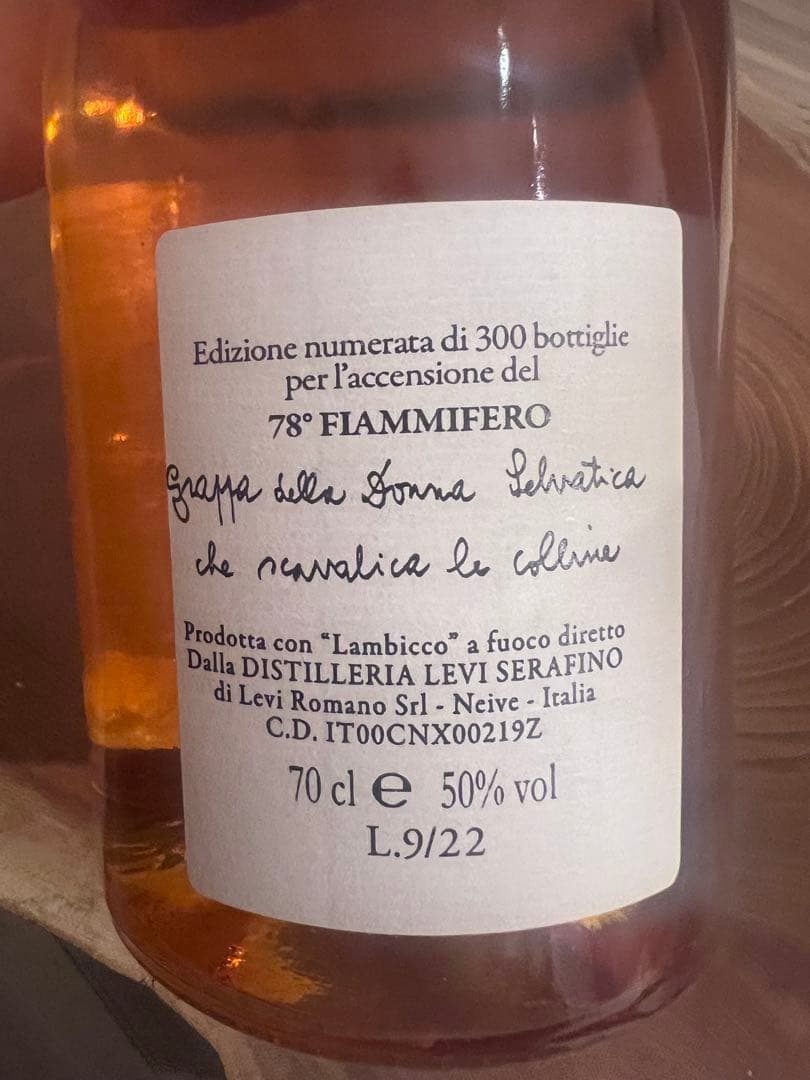 Edizione numerata di 300 bottiglie
per l'accensione del
78° FIAMMIFERO
Grappa della Donna Selvatica
che scavalica le colline
Prodotta con "Lambicco" a fuoco diretto
Dalla DISTILLERIA LEVI SERAFINO
di Levi Romano Srl - Neive - Italia
C.D. IT00CNX00219Z
70 cl e 50% vol
L.9/22